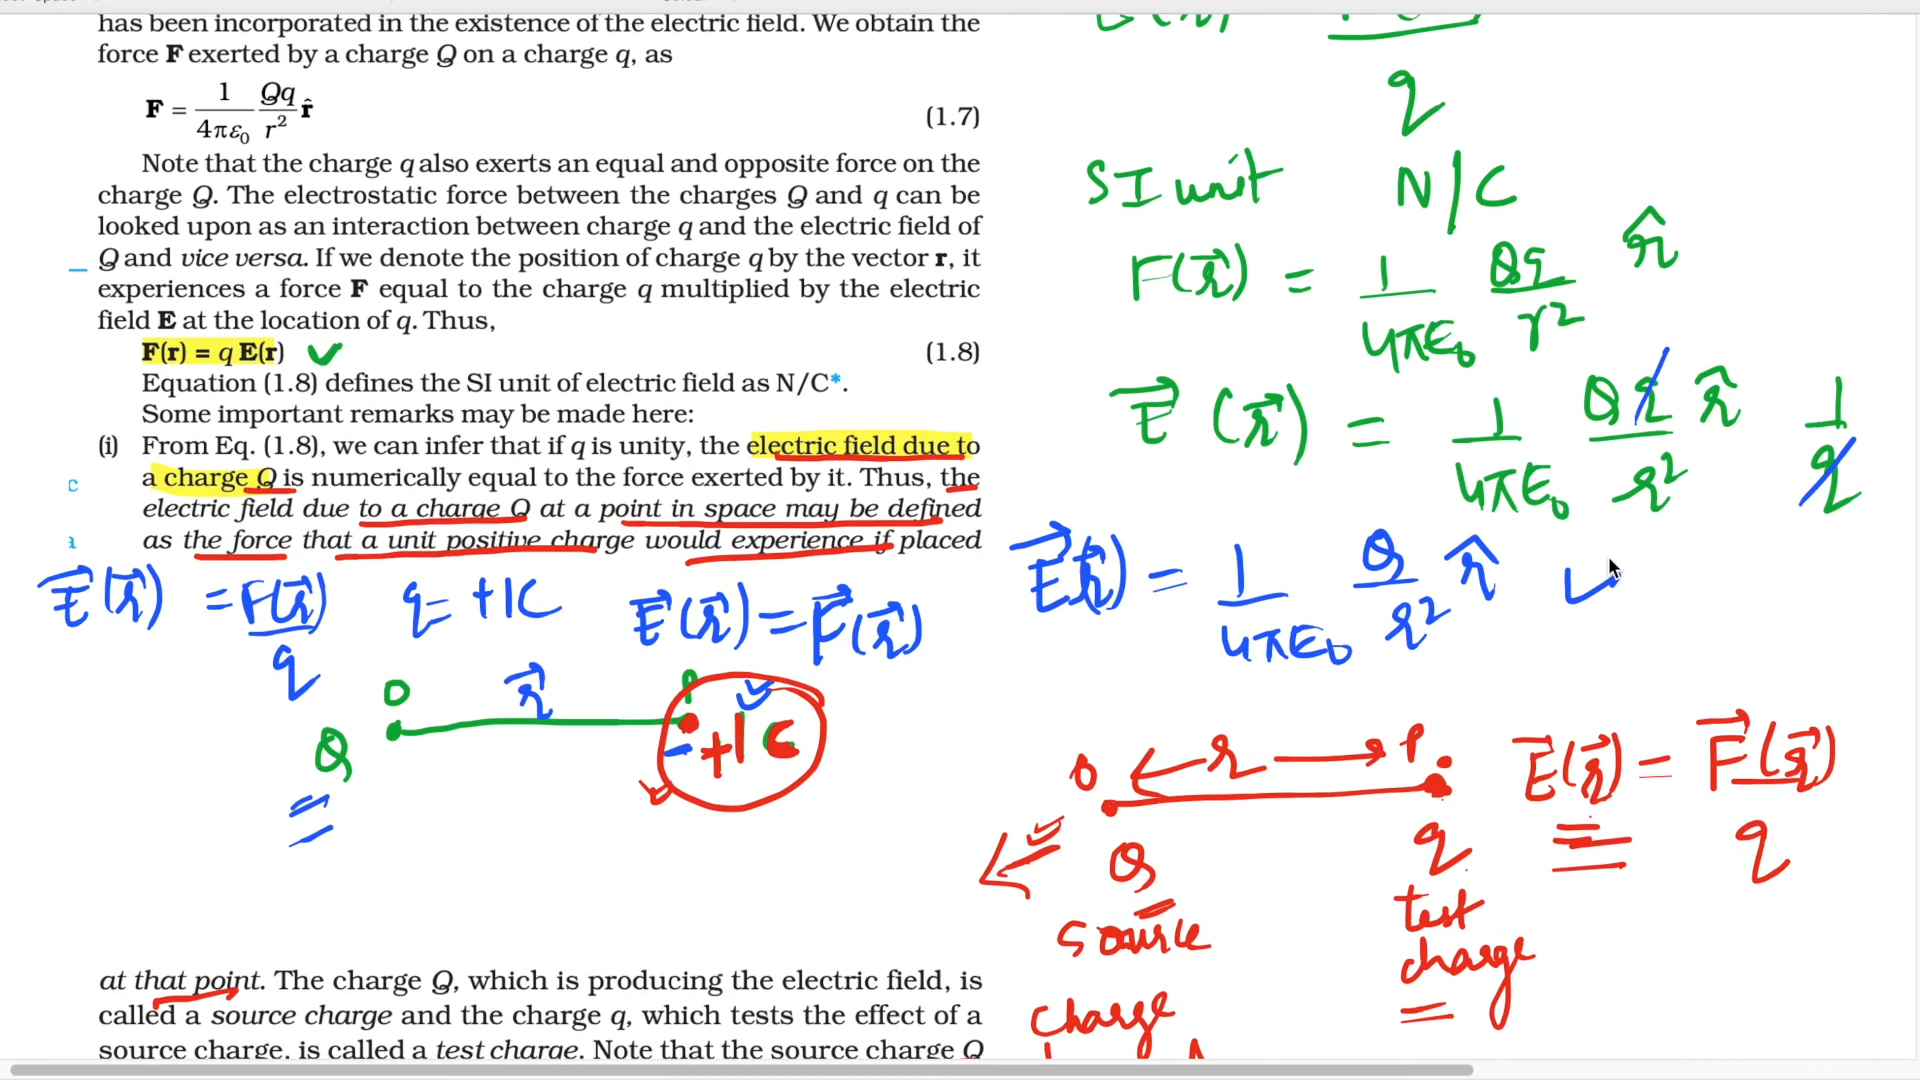 has been incorporated in the existence of the electric field. We obtain the
force F exerted by a charge Q on a charge q, as
F = 1/4πε₀ Qq/r² r̂ (1.7)
Note that the charge q also exerts an equal and opposite force on the
charge Q. The electrostatic force between the charges Q and q can be
looked upon as an interaction between charge q and the electric field of
Q and vice versa. If we denote the position of charge q by the vector r, it
experiences a force F equal to the charge q multiplied by the electric
field E at the location of q. Thus,
F(r) = q E(r) (1.8)
Equation (1.8) defines the SI unit of electric field as N/C*.
Some important remarks may be made here:
(i) From Eq. (1.8), we can infer that if q is unity, the electric field due to
a charge Q is numerically equal to the force exerted by it. Thus, the
electric field due to a charge Q at a point in space may be defined
as the force that a unit positive charge would experience if placed
E⃗(r⃗) = F(r⃗)/q q = +1C E⃗(r⃗) = F⃗(r⃗)
O r⃗ P
Q +1 C
at that point. The charge Q, which is producing the electric field, is
called a source charge and the charge q, which tests the effect of a
source charge, is called a test charge. Note that the source charge Q
q
SI unit N/C
F(r⃗) = 1/4πε₀ Qq/r² r̂
E⃗(r⃗) = 1/4πε₀ Qq/r² r̂ 1/q
E⃗(r⃗) = 1/4πε₀ Q/r² r̂
O r P E⃗(r⃗) = F⃗(r⃗)/q
Q q
source test
charge charge